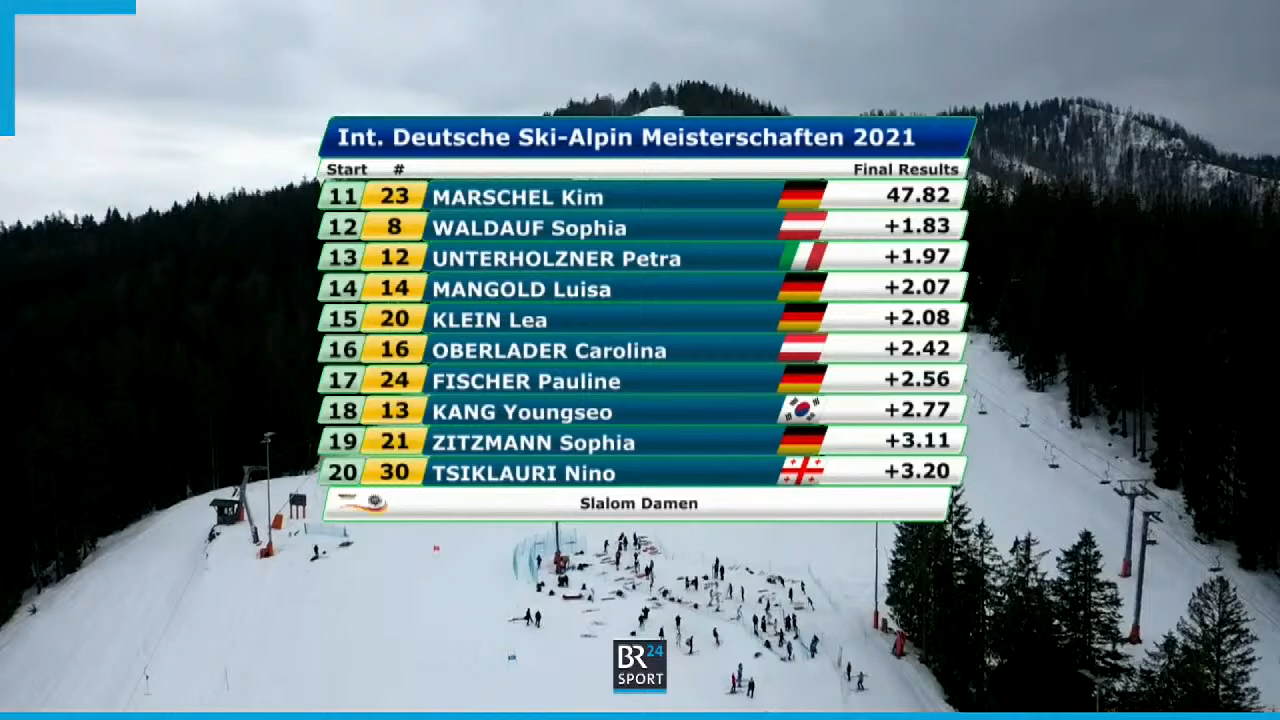 Int. Deutsche Ski-Alpin Meisterschaften 2021
Start # Final Results
11 23 MARSCHEL Kim 47.82
12 8 WALDAUF Sophia +1.83
13 12 UNTERHOLZNER Petra +1.97
14 14 MANGOLD Luisa +2.07
15 20 KLEIN Lea +2.08
16 16 OBERLADER Carolina +2.42
17 24 FISCHER Pauline +2.56
18 13 KANG Youngseo +2.77
19 21 ZITZMANN Sophia +3.11
20 30 TSIKLAURI Nino +3.20
Slalom Damen
BR24
SPORT